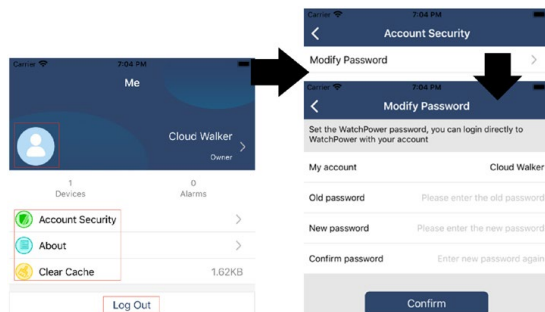 Carrier 7:04 PM
Me
Cloud Walker
Owner
1
Devices
0
Alarms
Account Security
About
Clear Cache
1.62KB
Log Out
Carrier 7:04 PM
Account Security
Modify Password
Carrier 7:04 PM
Modify Password
Set the WatchPower password, you can login directly to
WatchPower with your account
My account Cloud Walker
Old password Please enter the old password
New password Please enter the new password
Confirm password Enter new password again
Confirm